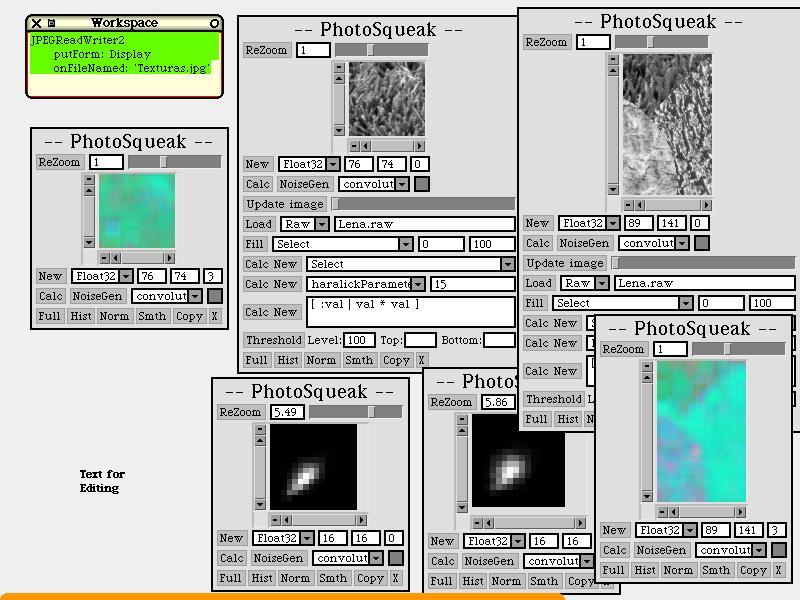 Workspace
JPEGReadWriter2
putForm: Display
onFileNamed: 'Texturas.jpg'
-- PhotoSqueak --
ReZoom 1
New Float32 76 74 3
Calc NoiseGen convolut
Full Hist Norm Smth Copy X
Text for
Editing
-- PhotoSqueak --
ReZoom 1
New Float32 76 74 0
Calc NoiseGen convolut
Update image
Load Raw Lena.raw
Fill Select 0 100
Calc New Select
Calc New haralickParamete 15
Calc New [ :val | val * val ]
Threshold Level: 100 Top: Bottom:
Full Hist Norm Smth Copy X
-- PhotoSqueak --
ReZoom 1
New Float32 89 141 0
Calc NoiseGen convolut
Update image
Load Raw Lena.raw
Fill Select 0 100
Calc New
Calc New
Calc New
Threshold
Full Hist
-- PhotoSqueak --
ReZoom 5.49
New Float32 16 16 0
Calc NoiseGen convolut
Full Hist Norm Smth Copy X
-- PhotoS
ReZoom 5.86
New Float32 16 16
Calc NoiseGen convolut
Full Hist Norm Smth Copy
-- PhotoSqueak --
ReZoom 1
New Float32 89 141 3
Calc NoiseGen convolut
Full Hist Norm Smth Copy X